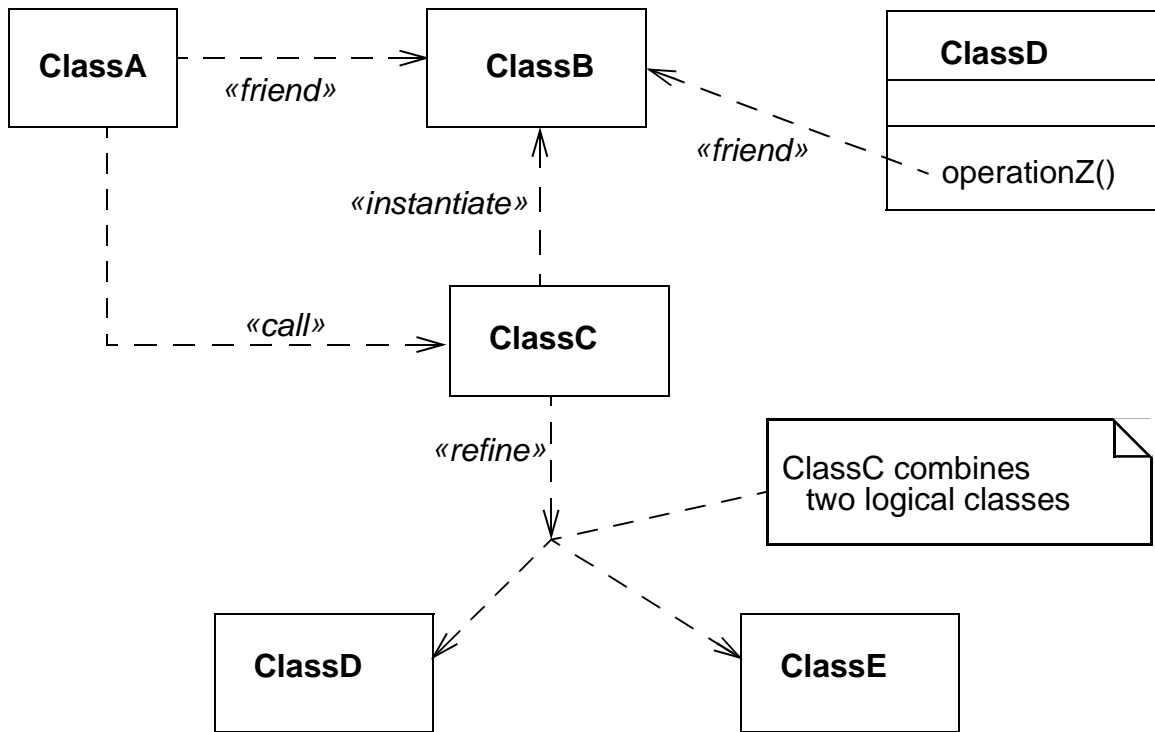 ClassA
ClassB
ClassD
«friend»
«friend»
operationZ()
«instantiate»
«call»
ClassC
«refine»
ClassC combines
two logical classes
ClassD
ClassE